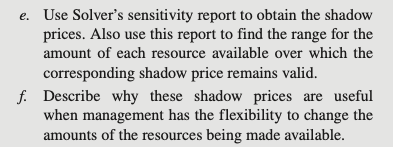 e. Use Solver's sensitivity report to obtain the shadow
prices. Also use this report to find the range for the
amount of each resource available over which the
corresponding shadow price remains valid.
f. Describe why these shadow prices are useful
when management has the flexibility to change the
amounts of the resources being made available.